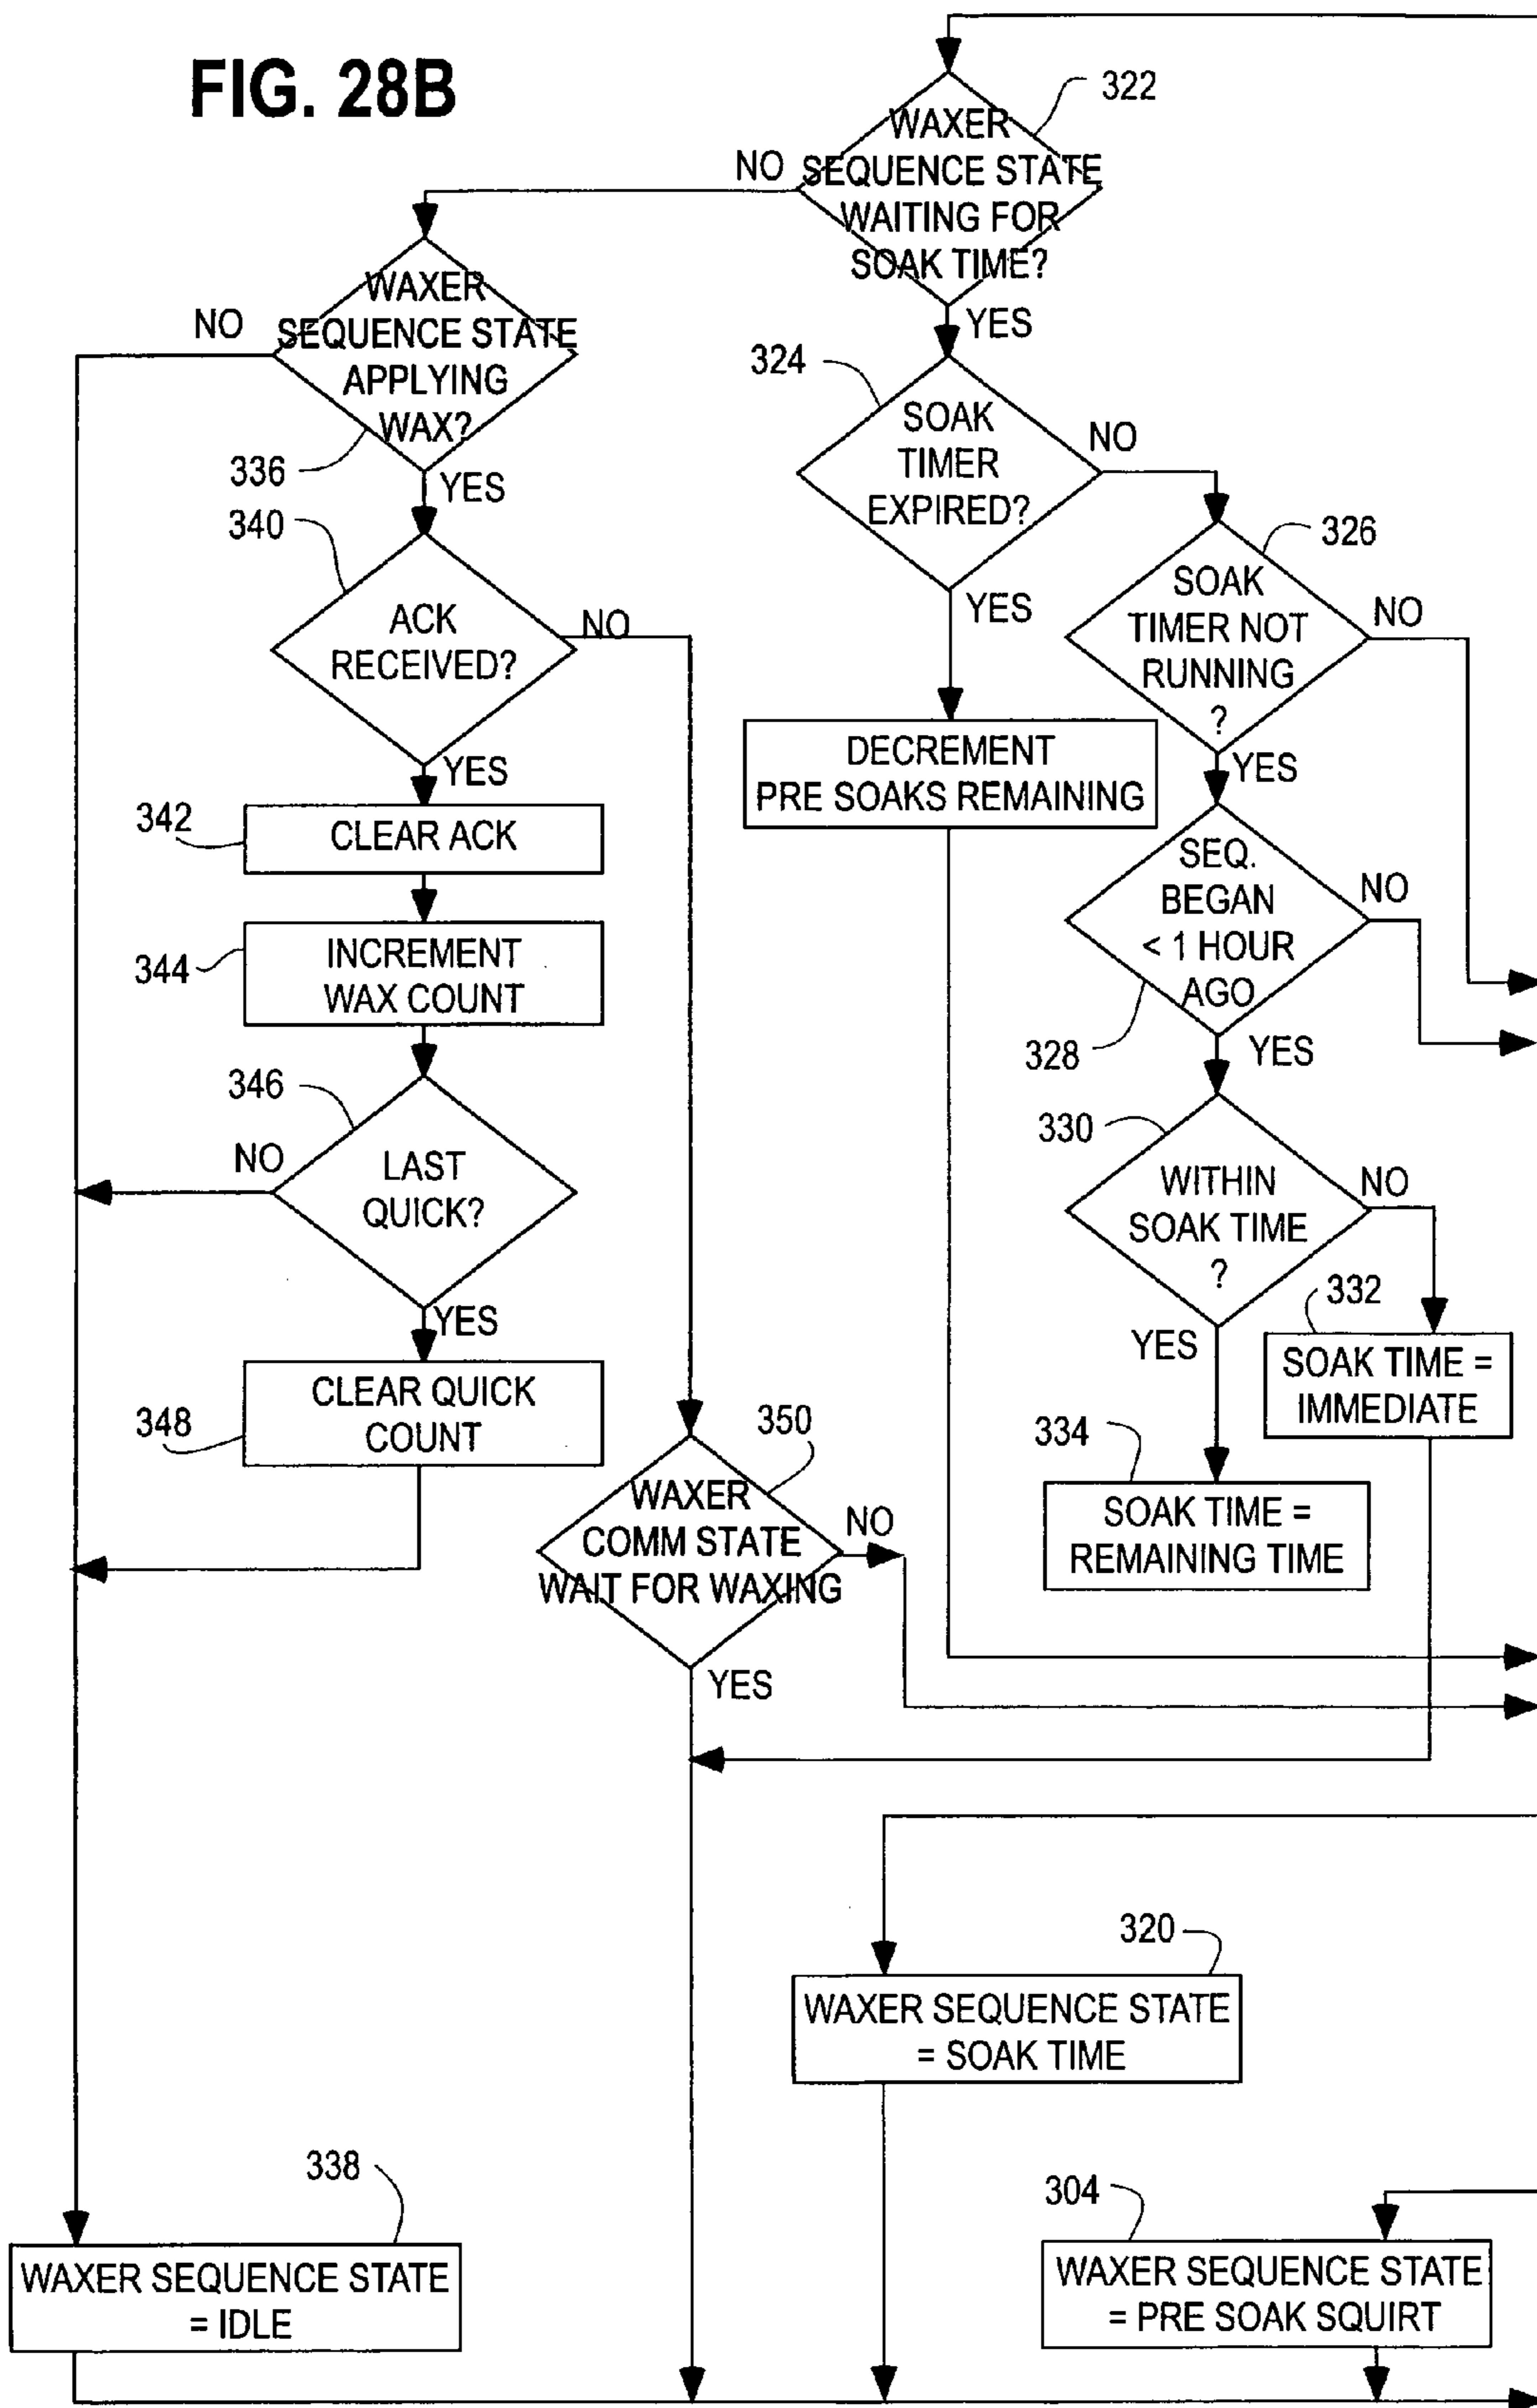 FIG. 28B
322
WAXER
SEQUENCE STATE
WAITING FOR
SOAK TIME?
NO
YES
WAXER
SEQUENCE STATE
APPLYING
WAX?
NO
336
YES
324
SOAK
TIMER
EXPIRED?
NO
YES
326
SOAK
TIMER NOT
RUNNING
?
NO
YES
340
ACK
RECEIVED?
NO
YES
DECREMENT
PRE SOAKS REMAINING
342
CLEAR ACK
344
INCREMENT
WAX COUNT
SEQ.
BEGAN
< 1 HOUR
AGO
NO
328
YES
346
LAST
QUICK?
NO
YES
330
WITHIN
SOAK TIME
?
NO
YES
332
SOAK TIME =
IMMEDIATE
348
CLEAR QUICK
COUNT
334
SOAK TIME =
REMAINING TIME
350
WAXER
COMM STATE
WAIT FOR WAXING
NO
YES
320
WAXER SEQUENCE STATE
= SOAK TIME
338
WAXER SEQUENCE STATE
= IDLE
304
WAXER SEQUENCE STATE
= PRE SOAK SQUIRT